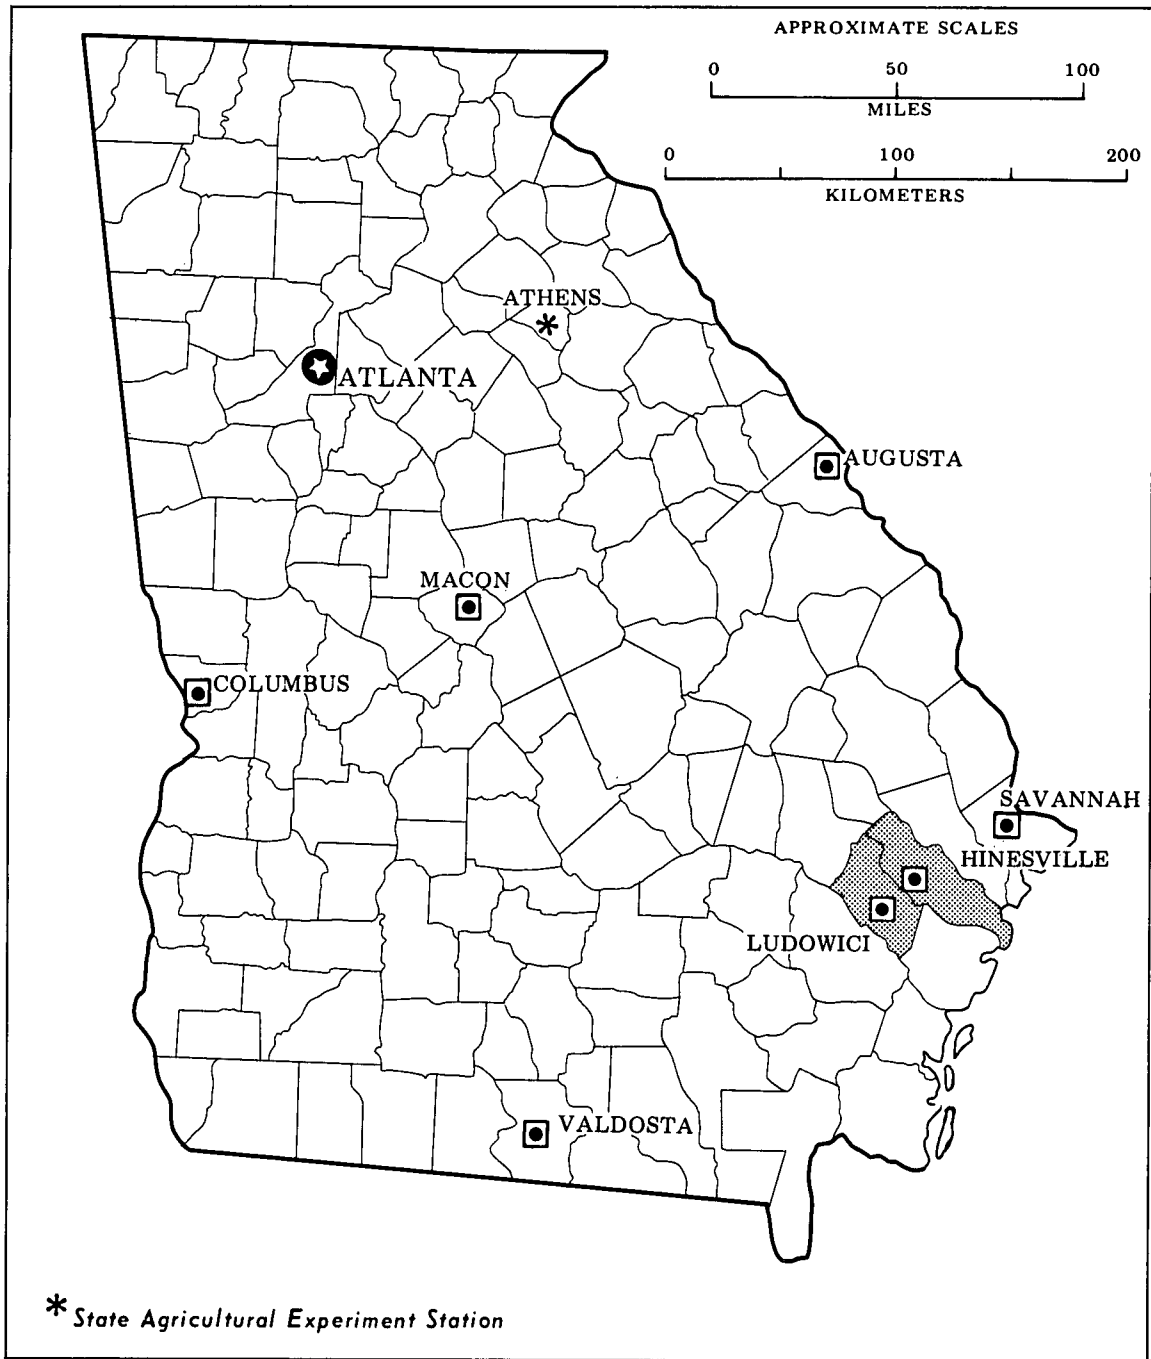 APPROXIMATE SCALES
0 50 100
MILES
0 100 200
KILOMETERS
ATHENS
ATLANTA
AUGUSTA
MACON
COLUMBUS
SAVANNAH
HINESVILLE
LUDOWICI
VALDOSTA
* State Agricultural Experiment Station